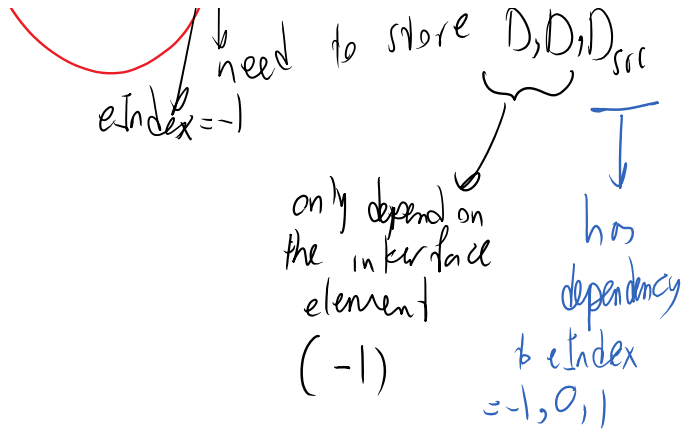 need to store D, D, D_src
eIndex=-1
only depend on
the interface
element
(-1)
has
dependency
to eIndex
=-1, 0, 1